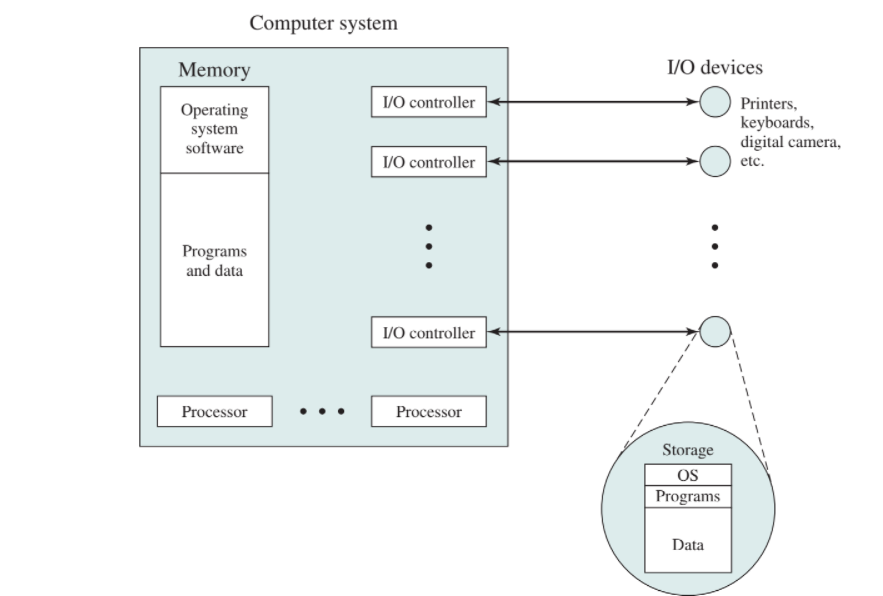 Computer system
Memory
I/O devices
Operating
system
software
I/O controller
Printers,
keyboards,
digital camera,
etc.
I/O controller
Programs
and data
I/O controller
Processor
Processor
Storage
OS
Programs
Data